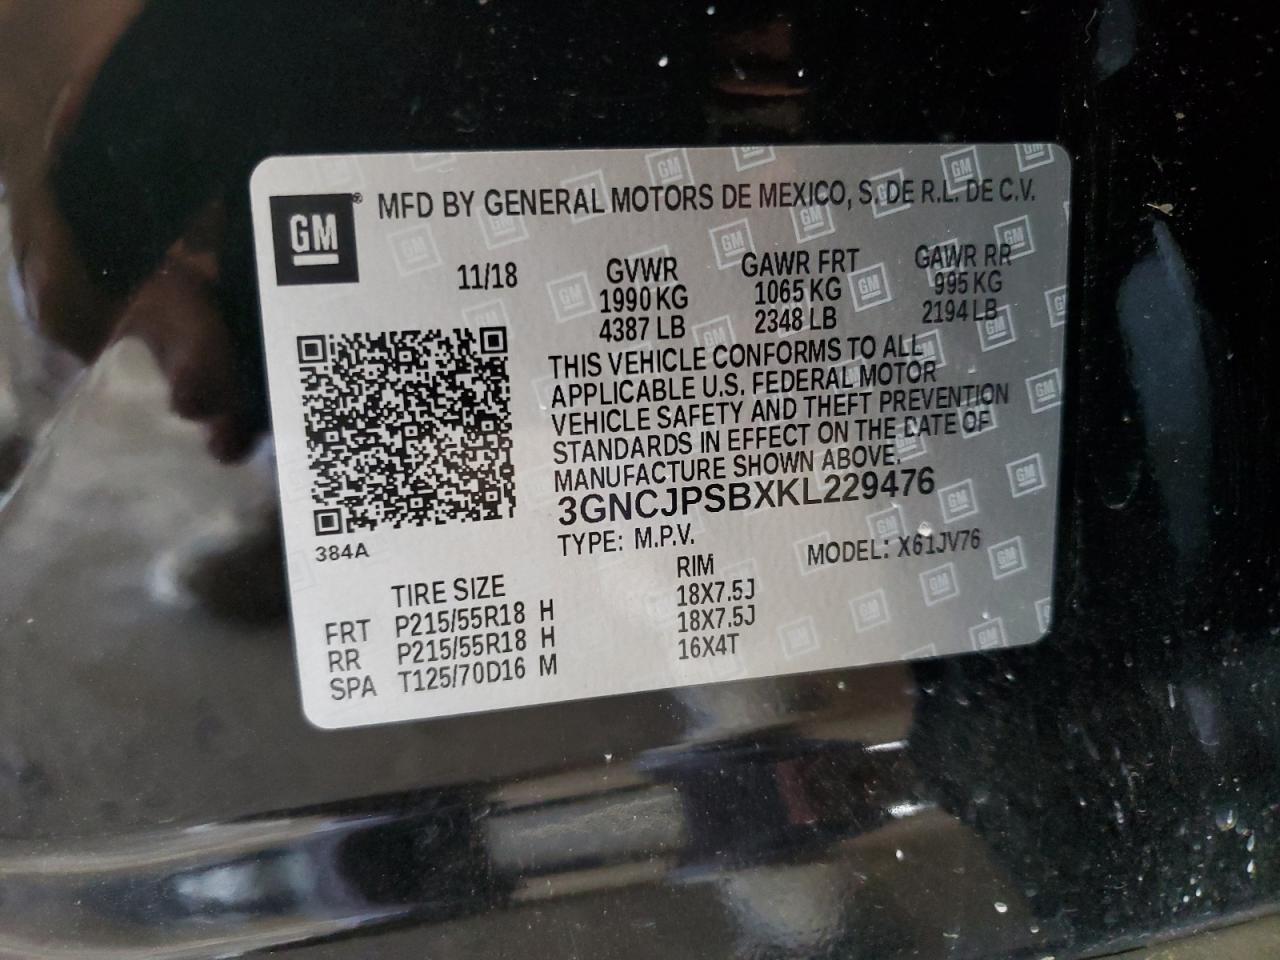 GM® MFD BY GENERAL MOTORS DE MEXICO, S. DE R.L. DE C.V.
11/18 GVWR GAWR FRT GAWR RR
1990 KG 1065 KG 995 KG
4387 LB 2348 LB 2194 LB
THIS VEHICLE CONFORMS TO ALL
APPLICABLE U.S. FEDERAL MOTOR
VEHICLE SAFETY AND THEFT PREVENTION
STANDARDS IN EFFECT ON THE DATE OF
MANUFACTURE SHOWN ABOVE.
3GNCJPSBXKL229476
384A
TYPE: M.P.V. MODEL: X61JV76
TIRE SIZE RIM
FRT P215/55R18 H 18X7.5J
RR P215/55R18 H 18X7.5J
SPA T125/70D16 M 16X4T